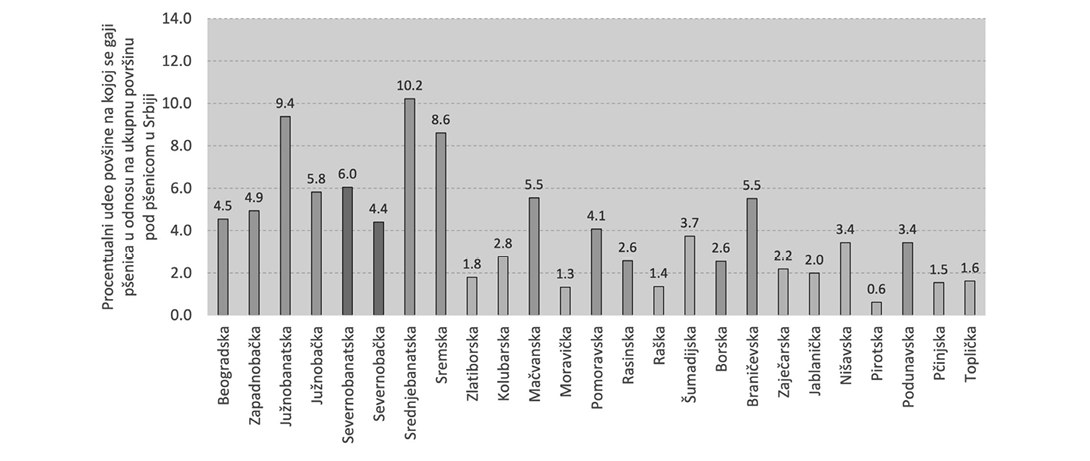 Procentualni udeo povšine na kojoj se gaji
pšenica u odnosu na ukupnu površinu
pod pšenicom u Srbiji
14.0
12.0
10.0
8.0
6.0
4.0
2.0
0.0
4.5
4.9
9.4
5.8
6.0
4.4
10.2
8.6
1.8
2.8
5.5
1.3
4.1
2.6
1.4
3.7
2.6
5.5
2.2
2.0
3.4
0.6
3.4
1.5
1.6
Beogradska
Zapadnobačka
Južnobanatska
Južnobačka
Severnobanatska
Severnobačka
Srednjebanatska
Sremska
Zlatiborska
Kolubarska
Mačvanska
Moravička
Pomoravska
Rasinska
Raška
Šumadijska
Borska
Braničevska
Zaječarska
Jablanička
Nišavska
Pirotska
Podunavska
Pčinjska
Toplička